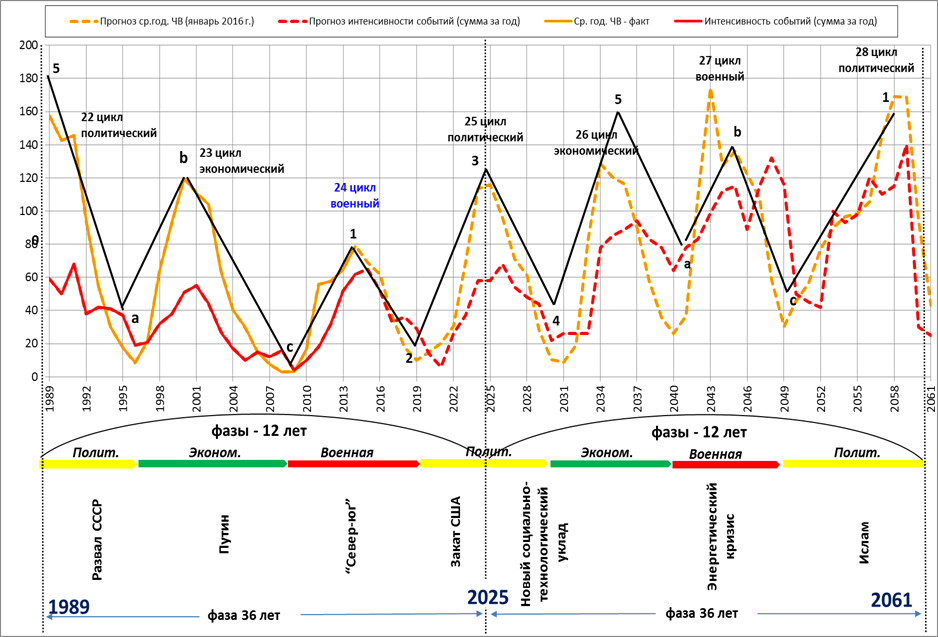 Прогноз ср.год. ЧВ (январь 2016 г.)
Прогноз интенсивности событий (сумма за год)
Ср. год. ЧВ - факт
Интенсивность событий (сумма за год)
200
180
160
140
120
100
80
60
40
20
0
0
5
22 цикл
политический
a
b
23 цикл
экономический
c
24 цикл
военный
1
2
25 цикл
политический
3
4
26 цикл
экономический
5
a
27 цикл
военный
b
c
28 цикл
политический
1
1989
1992
1995
1998
2001
2004
2007
2010
2013
2016
2019
2022
2025
2028
2031
2034
2037
2040
2043
2046
2049
2052
2055
2058
2061
фазы - 12 лет
фазы - 12 лет
Полит.
Эконом.
Военная
Полит.
Эконом.
Военная
Полит.
Развал СССР
Путин
“Север-юг”
Закат США
Новый социально-
технологический
уклад
Энергетический
кризис
Ислам
1989
фаза 36 лет
2025
фаза 36 лет
2061